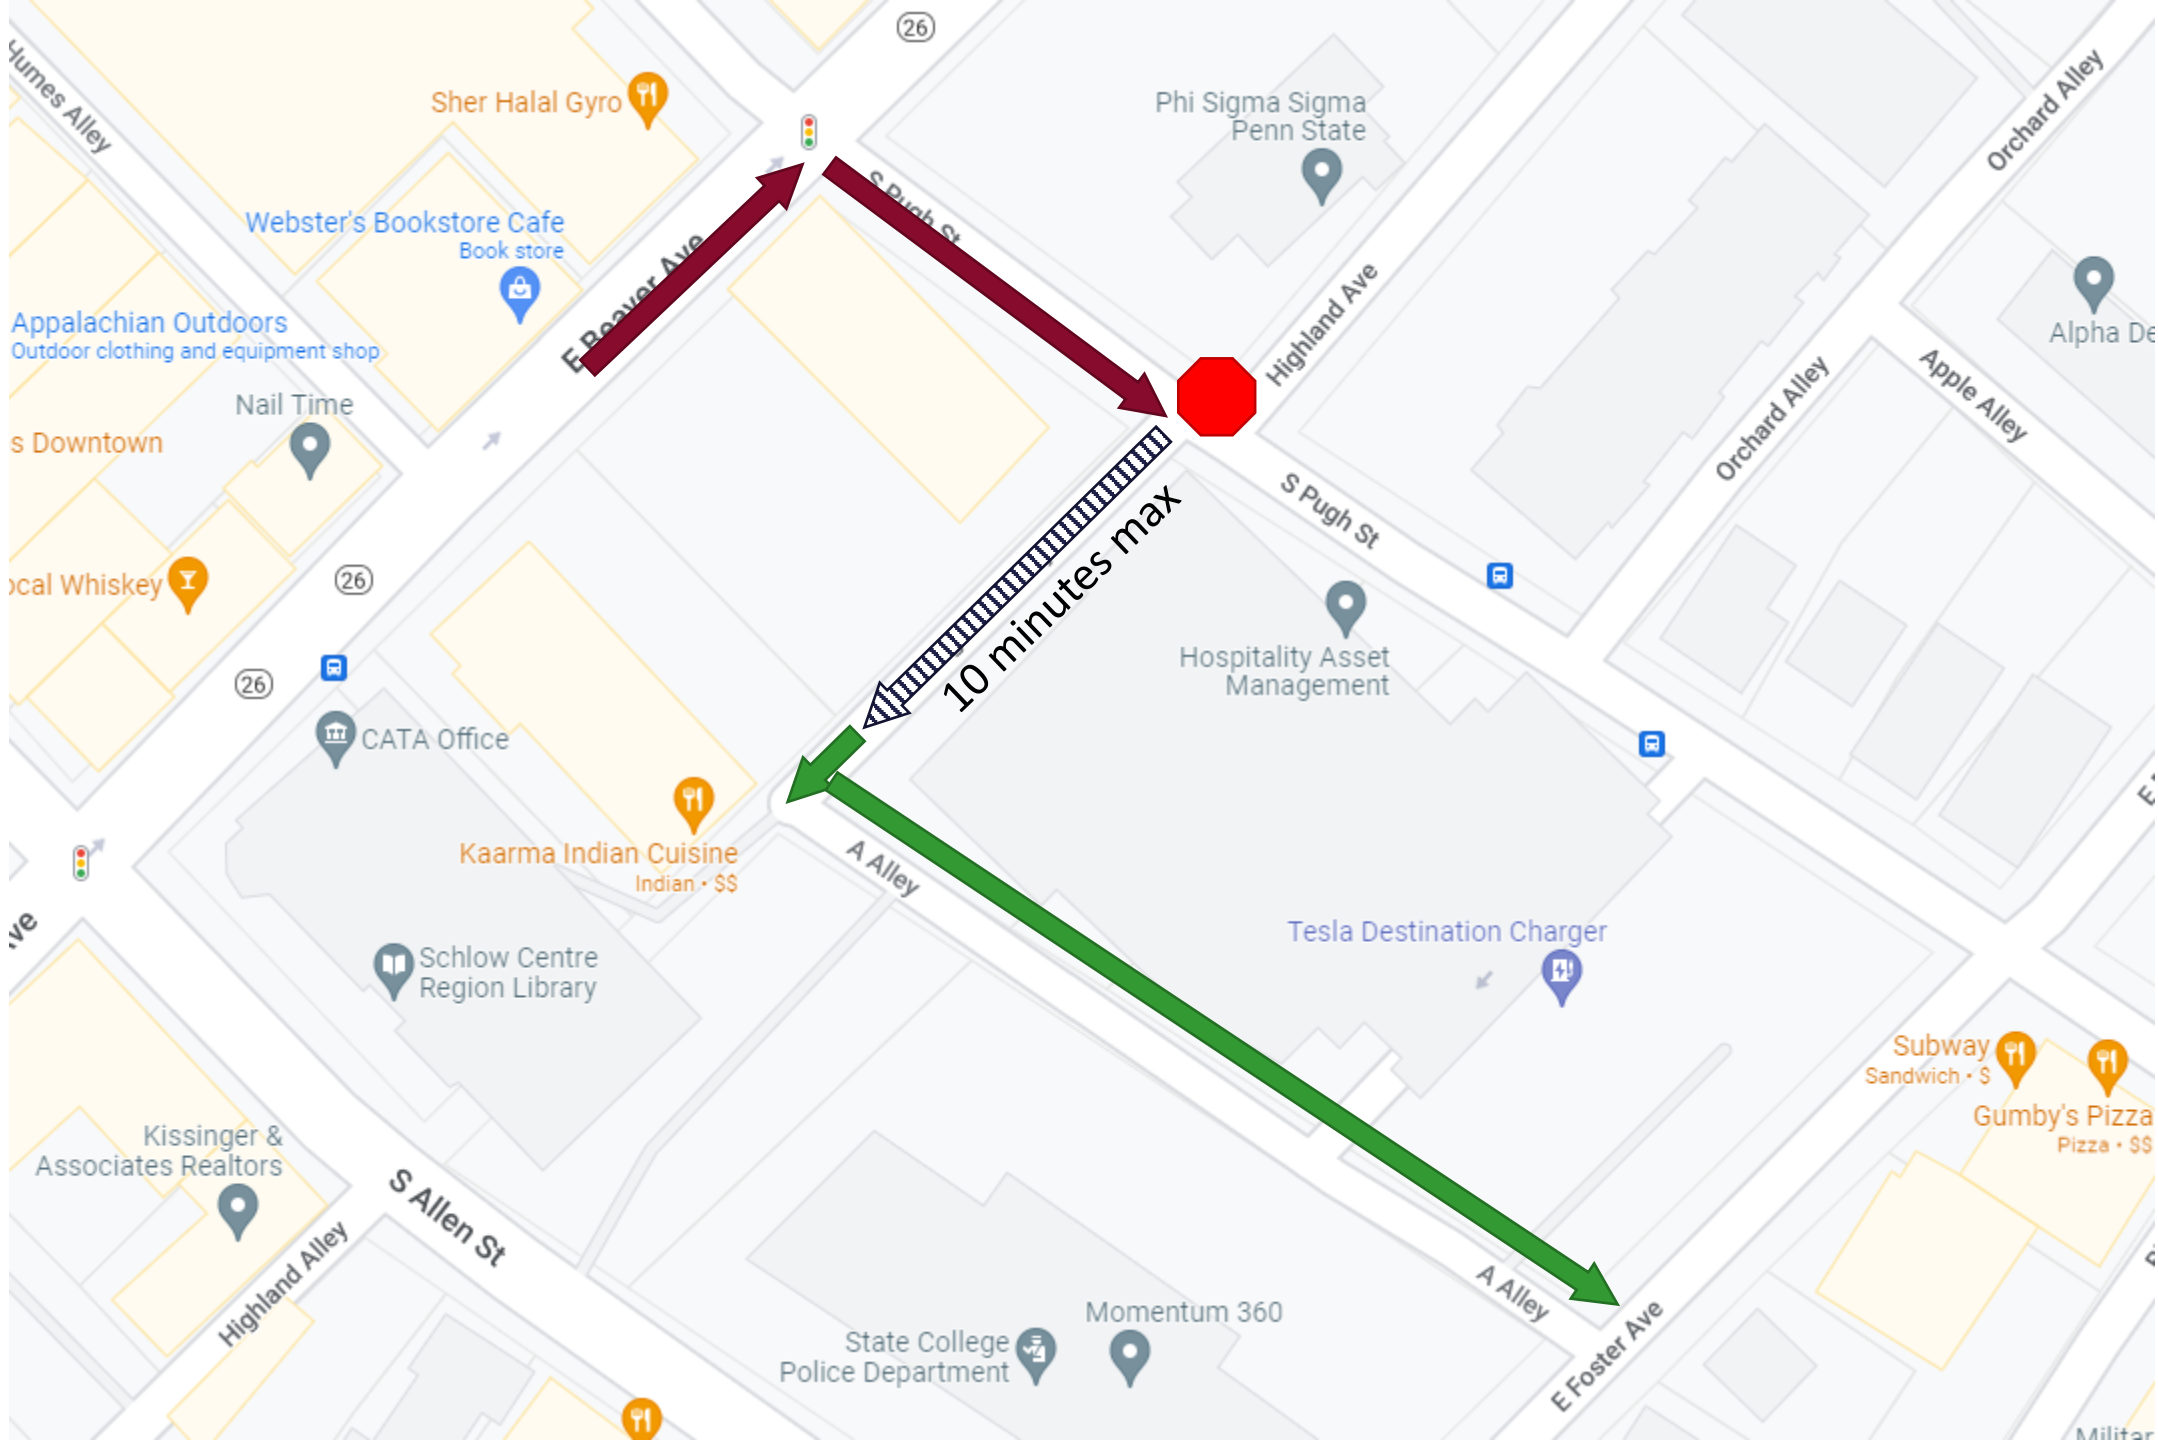 26
Humes Alley
Sher Halal Gyro
Phi Sigma Sigma
Penn State
Orchard Alley
S Pugh St
Webster's Bookstore Cafe
Book store
E Beaver Ave
Highland Ave
Appalachian Outdoors
Outdoor clothing and equipment shop
Alpha De
Nail Time
s Downtown
Orchard Alley
Apple Alley
S Pugh St
10 minutes max
ocal Whiskey
26
26
Hospitality Asset
Management
CATA Office
Kaarma Indian Cuisine
Indian • $$
A Alley
Ave
Tesla Destination Charger
Schlow Centre
Region Library
Subway
Sandwich • $
Gumby's Pizza
Pizza • $$
Kissinger &
Associates Realtors
S Allen St
Highland Alley
A Alley
Momentum 360
State College
Police Department
E Foster Ave
Militar